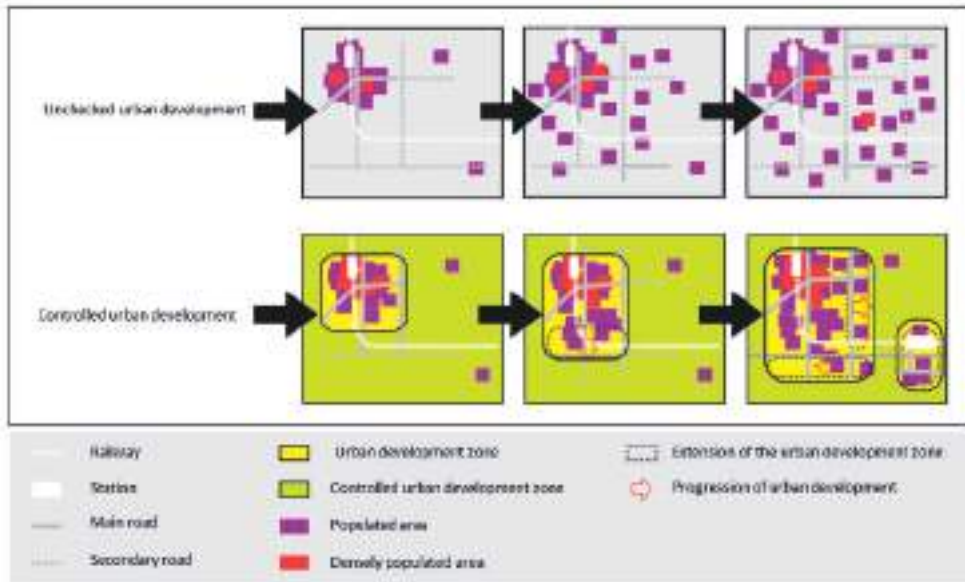 Unchecked urban development
Controlled urban development
Railway
Station
Main road
Secondary road
Urban development zone
Controlled urban development zone
Populated area
Densely populated area
Extension of the urban development zone
Progression of urban development